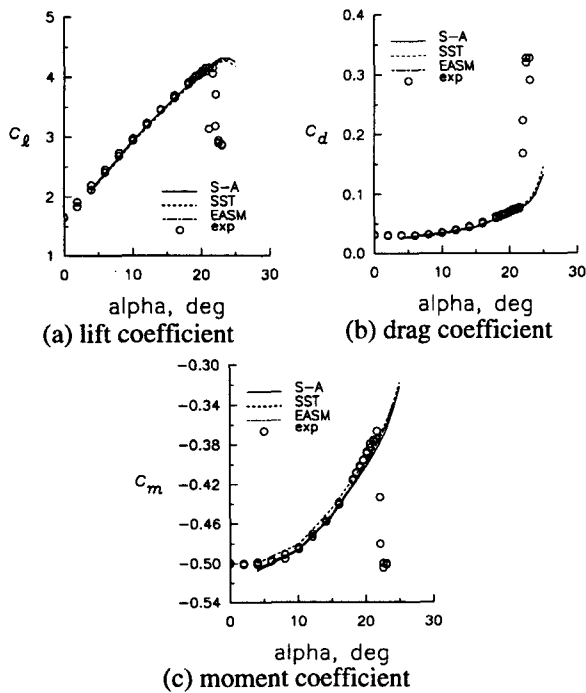 5
4
3
2
1
C_ℓ
S-A
SST
EASM
exp
0 10 20 30
alpha, deg
(a) lift coefficient
0.4
0.3
0.2
0.1
0.0
C_d
S-A
SST
EASM
exp
0 10 20 30
alpha, deg
(b) drag coefficient
-0.30
-0.34
-0.38
-0.42
-0.46
-0.50
-0.54
C_m
S-A
SST
EASM
exp
0 10 20 30
alpha, deg
(c) moment coefficient